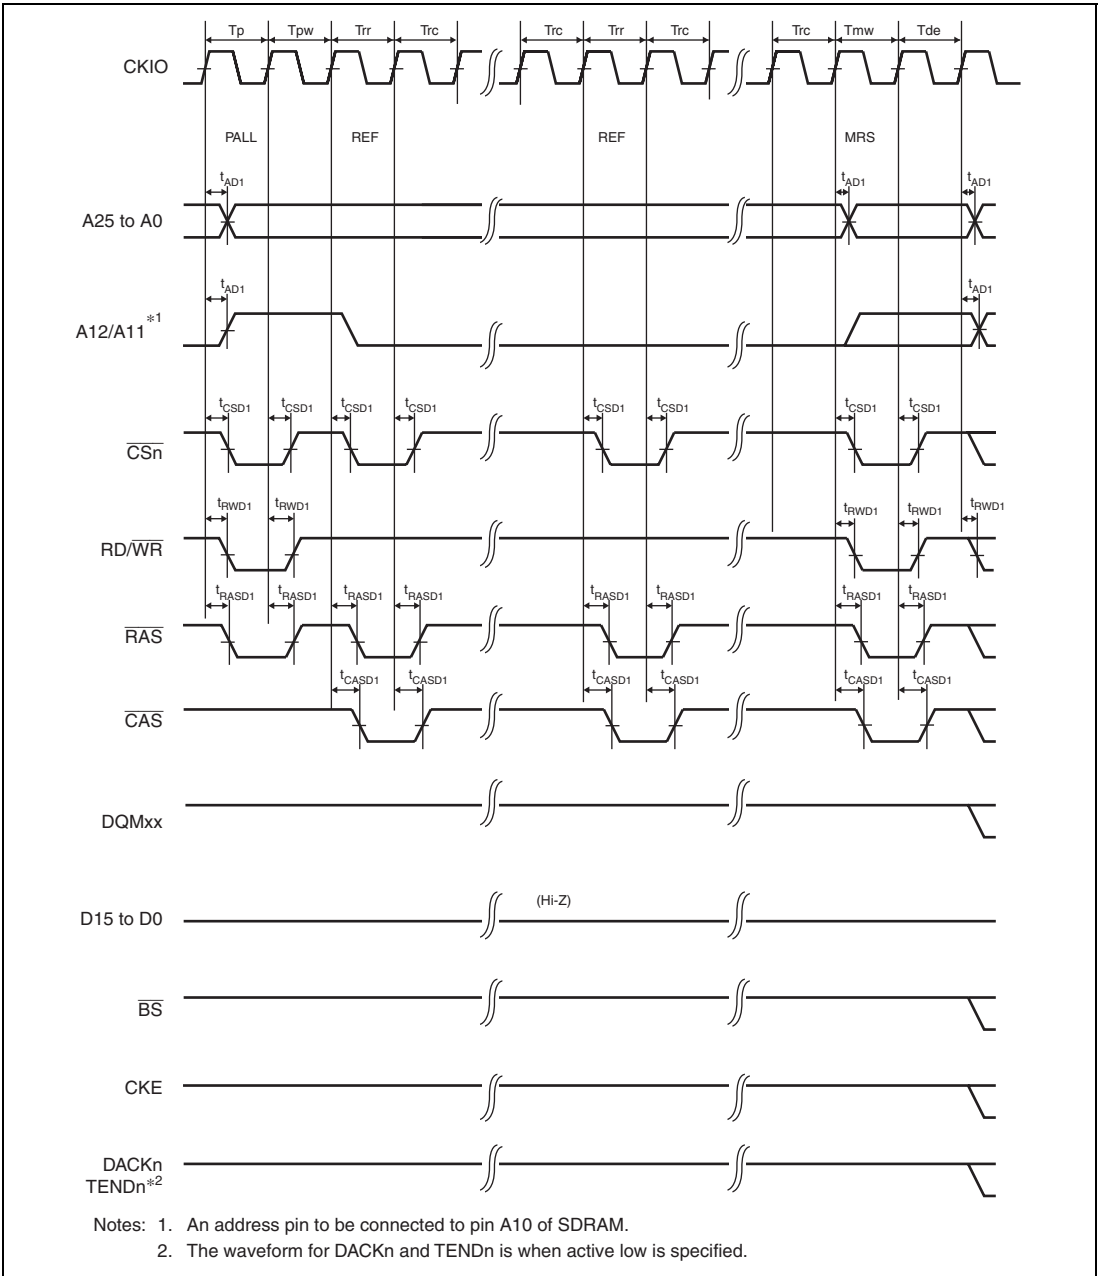 Tp Tpw Trr Trc Trc Trr Trc Trc Tmw Tde
CKIO
PALL REF REF MRS
tAD1 tAD1 tAD1
A25 to A0
tAD1 tAD1
A12/A11*1
tCSD1 tCSD1 tCSD1 tCSD1 tCSD1 tCSD1 tCSD1 tCSD1
CSn
tRWD1 tRWD1 tRWD1 tRWD1 tRWD1
RD/WR
tRASD1 tRASD1 tRASD1 tRASD1 tRASD1 tRASD1 tRASD1 tRASD1
RAS
tCASD1 tCASD1 tCASD1 tCASD1 tCASD1 tCASD1
CAS
DQMxx
(Hi-Z)
D15 to D0
BS
CKE
DACKn
TENDn*2
Notes: 1. An address pin to be connected to pin A10 of SDRAM.
2. The waveform for DACKn and TENDn is when active low is specified.